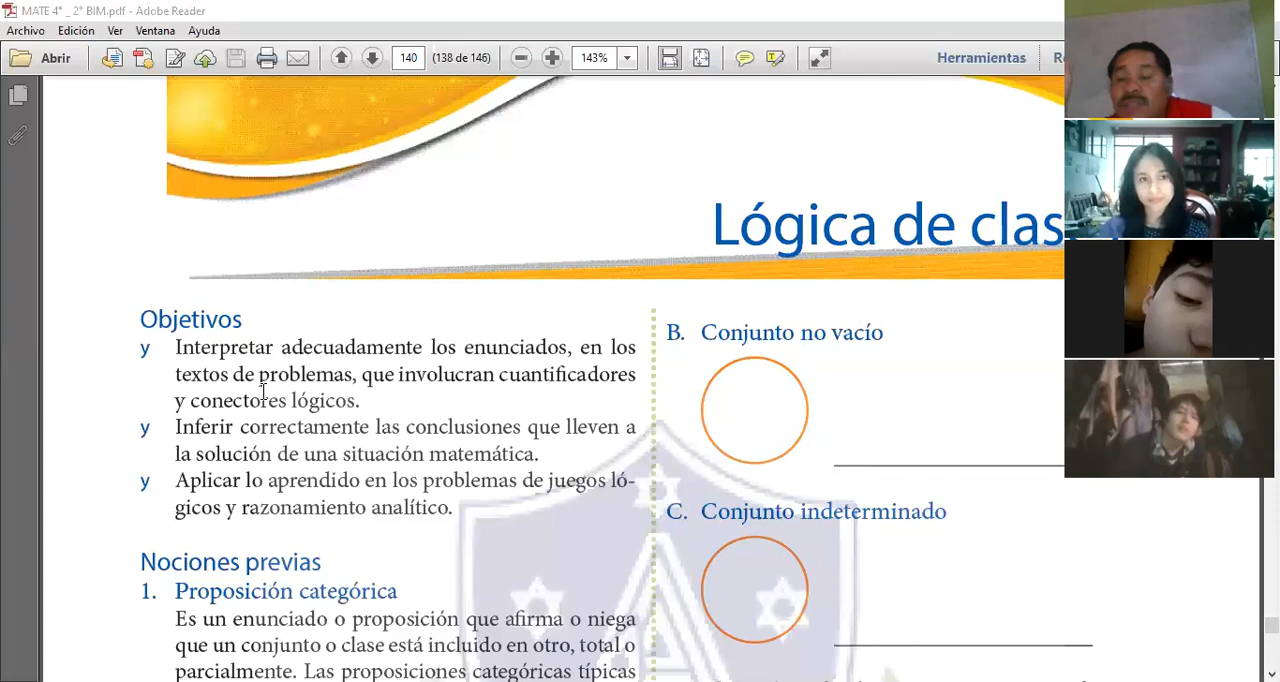 MATE 4° _ 2° BIM.pdf - Adobe Reader
Archivo Edición Ver Ventana Ayuda
Abrir 140 (138 de 146) 143% Herramientas
Lógica de clas
Objetivos
y Interpretar adecuadamente los enunciados, en los
textos de problemas, que involucran cuantificadores
y conectores lógicos.
y Inferir correctamente las conclusiones que lleven a
la solución de una situación matemática.
y Aplicar lo aprendido en los problemas de juegos ló-
gicos y razonamiento analítico.
Nociones previas
1. Proposición categórica
Es un enunciado o proposición que afirma o niega
que un conjunto o clase está incluido en otro, total o
parcialmente. Las proposiciones categóricas típicas
B. Conjunto no vacío
C. Conjunto indeterminado